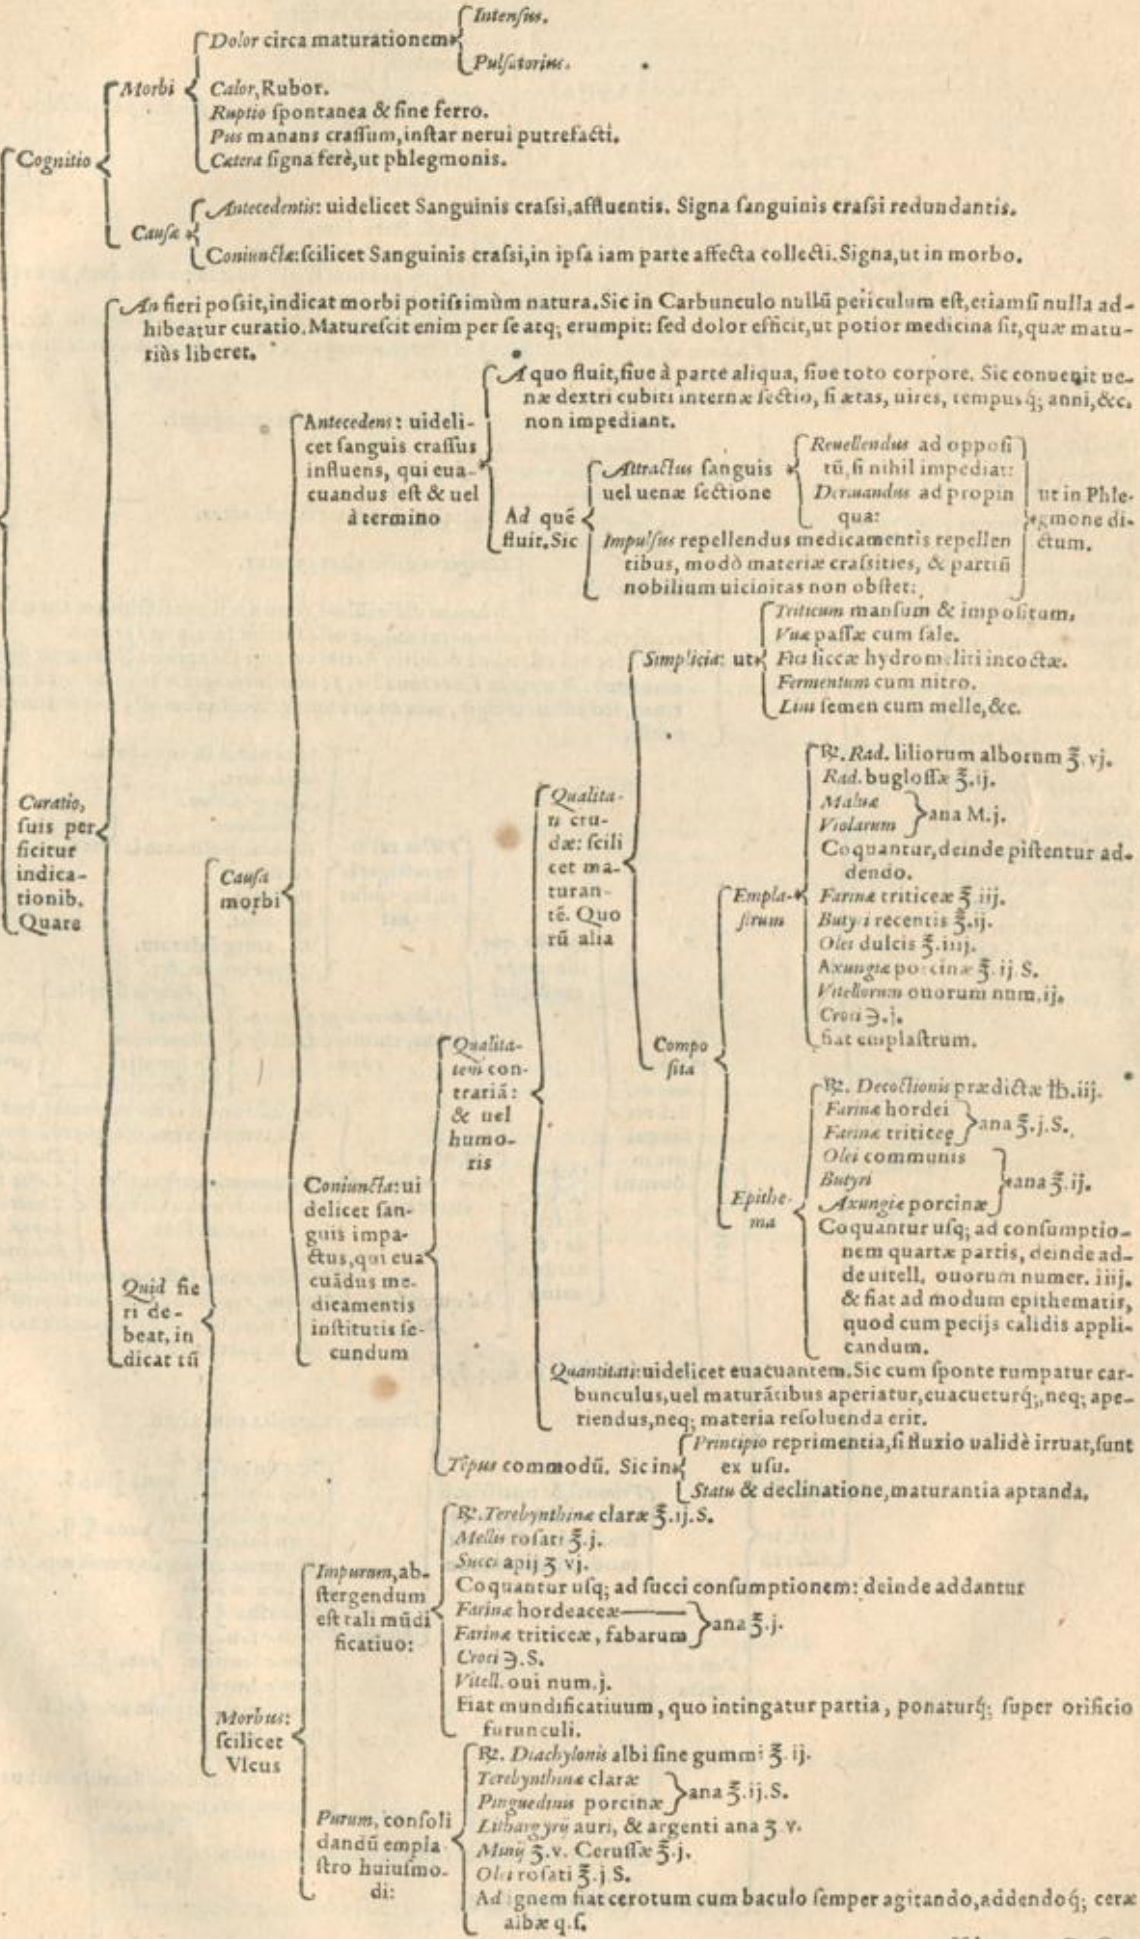 Intenſus.
Dolor circa maturationem
Pulſatorius.
Morbi
Calor, Rubor.
Ruptio ſpontanea & ſine ferro.
Pus manans craſſum, inſtar nerui putrefacti.
Cognitio
Cætera ſigna ferè, ut phlegmonis.
Antecedentis: uidelicet Sanguinis craſsi, affluentis. Signa ſanguinis craſsi redundantis.
Cauſæ
Coniunctæ: ſcilicet Sanguinis craſsi, in ipſa iam parte affecta collecti. Signa, ut in morbo.
An fieri poſsit, indicat morbi potiſsimùm natura. Sic in Carbunculo nullũ periculum eſt, etiamſi nulla ad-
hibeatur curatio. Matureſcit enim per ſe atq; erumpit: ſed dolor efficit, ut potior medicina ſit, quæ matu-
riùs liberet.
A quo fluit, ſiue à parte aliqua, ſiue toto corpore. Sic conuenit ue-
næ dextri cubiti internæ ſectio, ſi ætas, uires, tempusq́; anni, &c.
non impediant.
Antecedens: uideli-
cet ſanguis craſſus
influens, qui eua-
cuandus eſt & uel
à termino
Ad quẽ
fluit. Sic
Attractus ſanguis
uel uenæ ſectione
Reuellendus ad oppoſi
tũ, ſi nihil impediat:
Deriuandus ad propin
qua:
Impulſus repellendus medicamentis repellen
tibus, modò materiæ craſsities, & partiũ
nobilium uicinitas non obſtet:
ut in Phle-
gmone di-
ctum.
Triticum manſum & impoſitum.
Vuæ paſſæ cum ſale.
Simplicia: ut
Fici ſiccæ hydromeliti incoctæ.
Fermentum cum nitro.
Lini ſemen cum melle, &c.
℞. Rad. liliorum alborum ℥.vj.
Rad. bugloſſæ ℥.ij.
Maluæ
Violarum
ana M.j.
Coquantur, deinde piſtentur ad-
dendo.
Empla-
ſtrum
Farinæ triticeæ ℥ iij.
Butyri recentis ℥.ij.
Olei dulcis ℥.iiij.
Axungiæ porcinæ ℥.ij S.
Vitellorum ouorum num. ij.
Croci ℈.j.
fiat emplaſtrum.
Curatio,
ſuis per
ficitur
indica-
tionib.
Quare
Cauſa
morbi
Qualita-
ti cru-
dæ: ſcili
cet ma-
turan-
tẽ. Quo
rũ alia
Compo
ſita
Qualita-
tem con-
trariã:
& uel
humo-
ris
℞. Decoctionis prædictæ ℔.iij.
Farinæ hordei
Farinæ triticeę
ana ℥.j.S.
Olei communis
Butyri
Axungiæ porcinæ
ana ℥.ij.
Epithe-
ma
Coquantur uſq; ad conſumptio-
nem quartæ partis, deinde ad-
de uitell. ouorum numer. iiij.
& fiat ad modum epithematis,
quod cum pecijs calidis appli-
candum.
Coniuncta: ui
delicet ſan-
guis impa-
ctus, qui eua
cuãdus me-
dicamentis
inſtitutis ſe-
cundum
Quid fie
ri de-
beat, in
dicat tũ
Quantitati: uidelicet euacuantem. Sic cum ſponte rumpatur car-
bunculus, uel maturãtibus aperiatur, euacueturq́;, neq; ape-
riendus, neq; materia reſoluenda erit.
Tẽpus commodũ. Sic in
Principio reprimentia, ſi fluxio ualidè irruat, ſunt
ex uſu.
Statu & declinatione, maturantia aptanda.
℞. Terebynthinæ claræ ℥.ij.S.
Mellis roſati ℥.j.
Succi apij ʒ vj.
Coquantur uſq; ad ſucci conſumptionem: deinde addantur
Impurum, ab-
ſtergendum
eſt tali mũdi
ficatiuo:
Farinæ hordeaceæ
Farinæ triticeæ, fabarum
ana ℥.j.
Croci ℈.S.
Vitell. oui num.j.
Fiat mundificatiuum, quo intingatur partia, ponaturq́; ſuper orificio
furunculi.
Morbus:
ſcilicet
Vlcus
℞. Diachylonis albi ſine gummi ℥.ij.
Terebynthinæ claræ
Pinguedinis porcinæ
ana ℥.ij.S.
Purum, conſoli
dandũ empla
ſtro huiuſmo-
di:
Lithargyrij auri, & argenti ana ʒ.v.
Minij ʒ.v. Ceruſſæ ℥.j.
Olei roſati ℥.j S.
Ad ignem fiat cerotum cum baculo ſemper agitando, addendoq́; ceræ
albæ q.ſ.